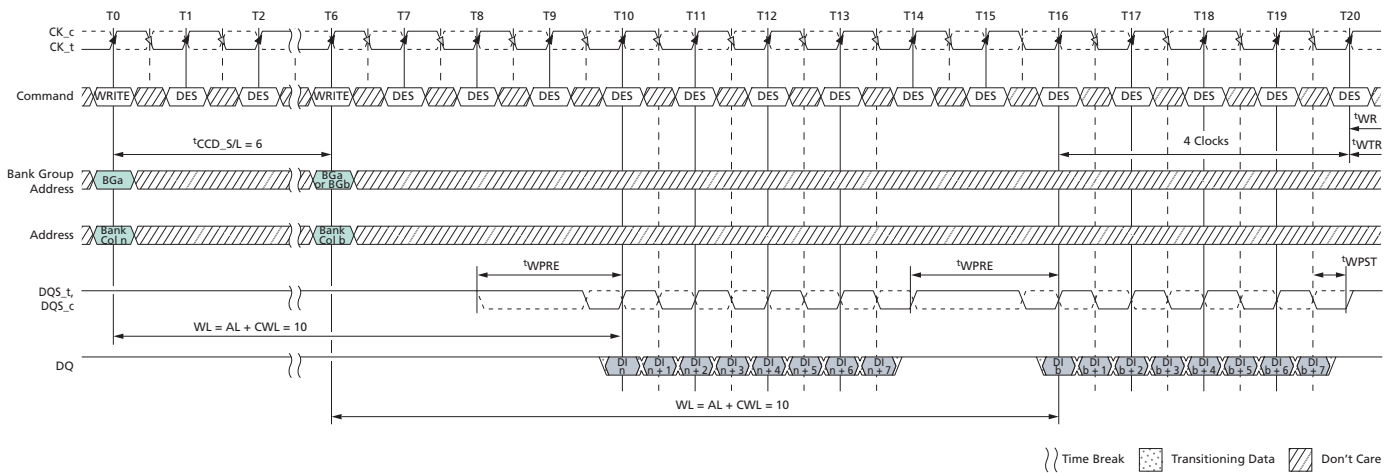 T0 T1 T2 T6 T7 T8 T9 T10 T11 T12 T13 T14 T15 T16 T17 T18 T19 T20
CK_c
CK_t
Command WRITE DES DES WRITE DES DES DES DES DES DES DES DES DES DES DES DES DES DES
tWR
tCCD_S/L = 6 4 Clocks tWTR
Bank Group
Address
BGa
BGa
or BGb
Address
Bank
Col n
Bank
Col b
tWPRE tWPRE tWPST
DQS_t,
DQS_c
WL = AL + CWL = 10
DQ
DI
n
DI
n + 1
DI
n + 2
DI
n + 3
DI
n + 4
DI
n + 5
DI
n + 6
DI
n + 7
DI
b
DI
b + 1
DI
b + 2
DI
b + 3
DI
b + 4
DI
b + 5
DI
b + 6
DI
b + 7
WL = AL + CWL = 10
Time Break Transitioning Data Don't Care